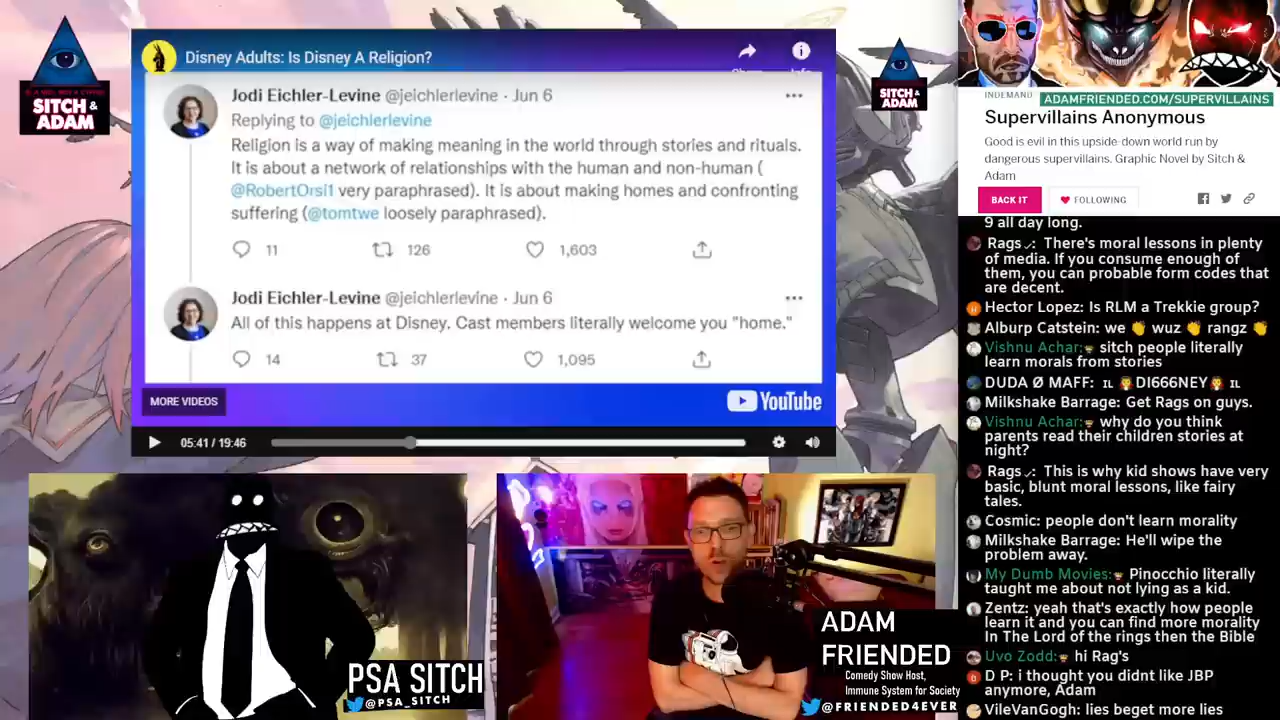 Disney Adults: Is Disney A Religion?
Jodi Eichler-Levine @jeichlerlevine · Jun 6
Replying to @jeichlerlevine
Religion is a way of making meaning in the world through stories and rituals.
It is about a network of relationships with the human and non-human (
@RobertOrsi1 very paraphrased). It is about making homes and confronting
suffering (@tomtwe loosely paraphrased).
11 126 1,603
Jodi Eichler-Levine @jeichlerlevine · Jun 6
All of this happens at Disney. Cast members literally welcome you "home."
14 37 1,095
MORE VIDEOS
YouTube
05:41 / 19:46
SITCH &
ADAM
SITCH &
ADAM
PSA SITCH
@PSA_SITCH
ADAM
FRIENDED
Comedy Show Host,
Immune System for Society
@FRIENDED4EVER
INDEMAND
ADAMFRIENDED.COM/SUPERVILLAINS
Supervillains Anonymous
Good is evil in this upside-down world run by
dangerous supervillains. Graphic Novel by Sitch &
Adam
BACK IT
FOLLOWING
9 all day long.
Rags✓: There's moral lessons in plenty
of media. If you consume enough of
them, you can probable form codes that
are decent.
Hector Lopez: Is RLM a Trekkie group?
Alburp Catstein: we 👏 wuz 👏 rangz 👏
Vishnu Achar: sitch people literally
learn morals from stories
DUDA Ø MAFF: IL DI666NEY IL
Milkshake Barrage: Get Rags on guys.
Vishnu Achar: why do you think
parents read their children stories at
night?
Rags✓: This is why kid shows have very
basic, blunt moral lessons, like fairy
tales.
Cosmic: people don't learn morality
Milkshake Barrage: He'll wipe the
problem away.
My Dumb Movies: Pinocchio literally
taught me about not lying as a kid.
Zentz: yeah that's exactly how people
learn it and you can find more morality
In The Lord of the rings then the Bible
Uvo Zodd: hi Rag's
D P: i thought you didnt like JBP
anymore, Adam
VileVanGogh: lies beget more lies